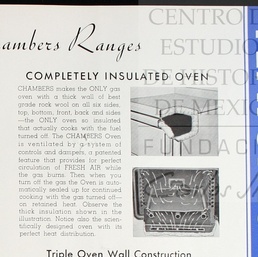 Chambers Ranges
COMPLETELY INSULATED OVEN
CHAMBERS makes the ONLY gas
oven with a thick wall of best
grade rock wool on all six sides,
top, bottom, front, back and sides
—the ONLY oven so insulated
that actually cooks with the fuel
turned off. The CHAMBERS Oven
is ventilated by a system of
controls and dampers, a patented
feature that provides for perfect
circulation of FRESH AIR while
the gas burns. Then when you
turn off the gas the Oven is auto-
matically sealed up for continued
cooking with the gas turned off—
on retained heat. Observe the
thick insulation shown in the
illustration. Notice also the scien-
tifically designed oven with its
perfect heat distribution.
Triple Oven Wall Construction
CENTRO D
ESTUDIO
DE HISTOR
DE MEXIC
FUNDAC